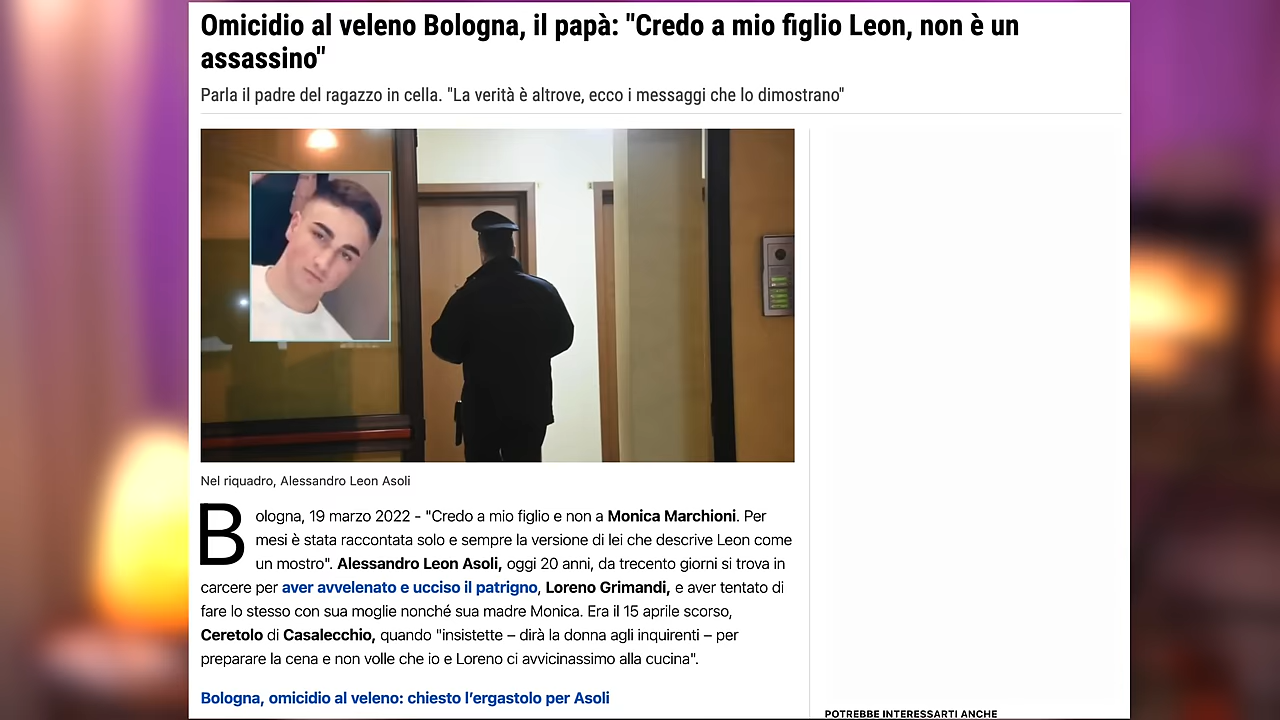 Omicidio al veleno Bologna, il papà: "Credo a mio figlio Leon, non è un
assassino"
Parla il padre del ragazzo in cella. "La verità è altrove, ecco i messaggi che lo dimostrano"
Nel riquadro, Alessandro Leon Asoli
Bologna, 19 marzo 2022 - "Credo a mio figlio e non a Monica Marchioni. Per
mesi è stata raccontata solo e sempre la versione di lei che descrive Leon come
un mostro". Alessandro Leon Asoli, oggi 20 anni, da trecento giorni si trova in
carcere per aver avvelenato e ucciso il patrigno, Loreno Grimandi, e aver tentato di
fare lo stesso con sua moglie nonché sua madre Monica. Era il 15 aprile scorso,
Ceretolo di Casalecchio, quando "insistette – dirà la donna agli inquirenti – per
preparare la cena e non volle che io e Loreno ci avvicinassimo alla cucina".
Bologna, omicidio al veleno: chiesto l'ergastolo per Asoli
POTREBBE INTERESSARTI ANCHE